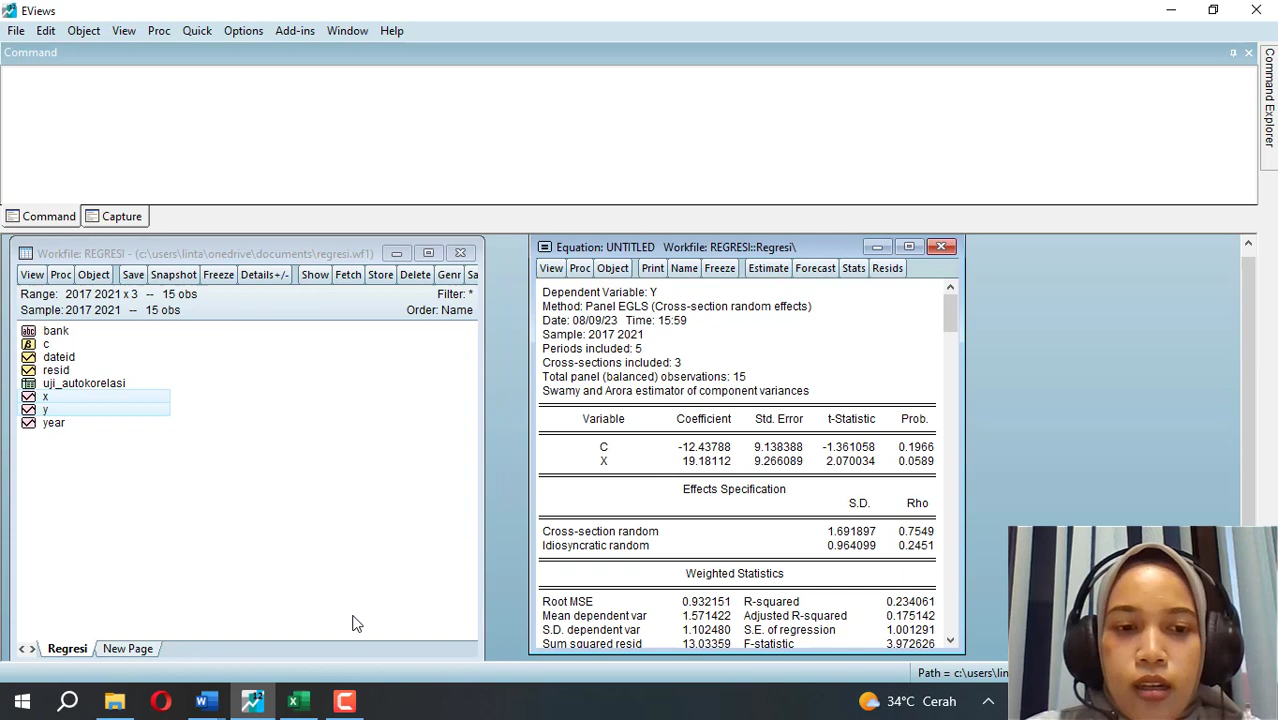 EViews
File Edit Object View Proc Quick Options Add-ins Window Help
Command
Command Explorer
Command Capture
Workfile: REGRESI - (c:\users\linta\onedrive\documents\regresi.wf1)
View Proc Object Save Snapshot Freeze Details+/- Show Fetch Store Delete Genr Sa
Range: 2017 2021 x 3 -- 15 obs Filter: *
Sample: 2017 2021 -- 15 obs Order: Name
bank
c
dateid
resid
uji_autokorelasi
x
y
year
Regresi New Page
Equation: UNTITLED Workfile: REGRESI::Regresi\
View Proc Object Print Name Freeze Estimate Forecast Stats Resids
Dependent Variable: Y
Method: Panel EGLS (Cross-section random effects)
Date: 08/09/23 Time: 15:59
Sample: 2017 2021
Periods included: 5
Cross-sections included: 3
Total panel (balanced) observations: 15
Swamy and Arora estimator of component variances
Variable Coefficient Std. Error t-Statistic Prob.
C -12.43788 9.138388 -1.361058 0.1966
X 19.18112 9.266089 2.070034 0.0589
Effects Specification
S.D. Rho
Cross-section random 1.691897 0.7549
Idiosyncratic random 0.964099 0.2451
Weighted Statistics
Root MSE 0.932151 R-squared 0.234061
Mean dependent var 1.571422 Adjusted R-squared 0.175142
S.D. dependent var 1.102480 S.E. of regression 1.001291
Sum squared resid 13.03359 F-statistic 3.972626
Path = c:\users\lin
34°C Cerah